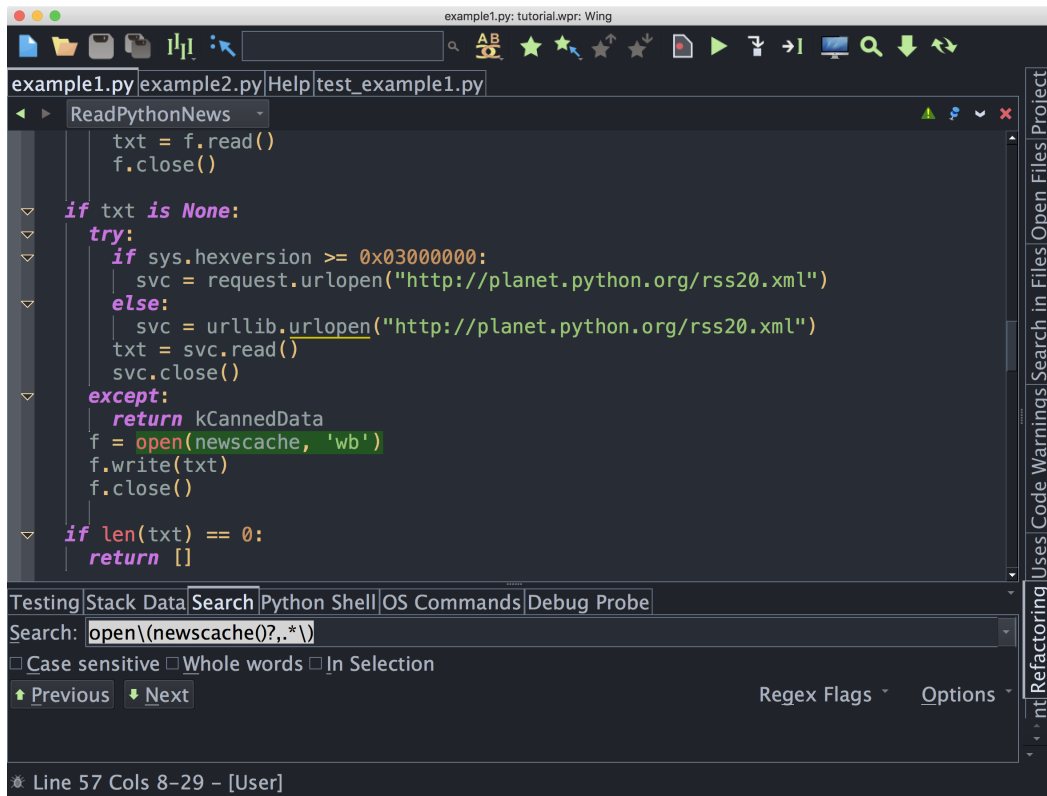 example1.py: tutorial.wpr: Wing
AB
example1.py example2.py Help test_example1.py
ReadPythonNews
txt = f.read()
f.close()
if txt is None:
try:
if sys.hexversion >= 0x03000000:
svc = request.urlopen("http://planet.python.org/rss20.xml")
else:
svc = urllib.urlopen("http://planet.python.org/rss20.xml")
txt = svc.read()
svc.close()
except:
return kCannedData
f = open(newscache, 'wb')
f.write(txt)
f.close()
if len(txt) == 0:
return []
Testing Stack Data Search Python Shell OS Commands Debug Probe
Search: open\(newscache()?,.*\)
Case sensitive Whole words In Selection
Previous Next Regex Flags Options
Line 57 Cols 8-29 – [User]
Project
Open Files
Search in Files
Code Warnings
Uses
Refactoring
nt